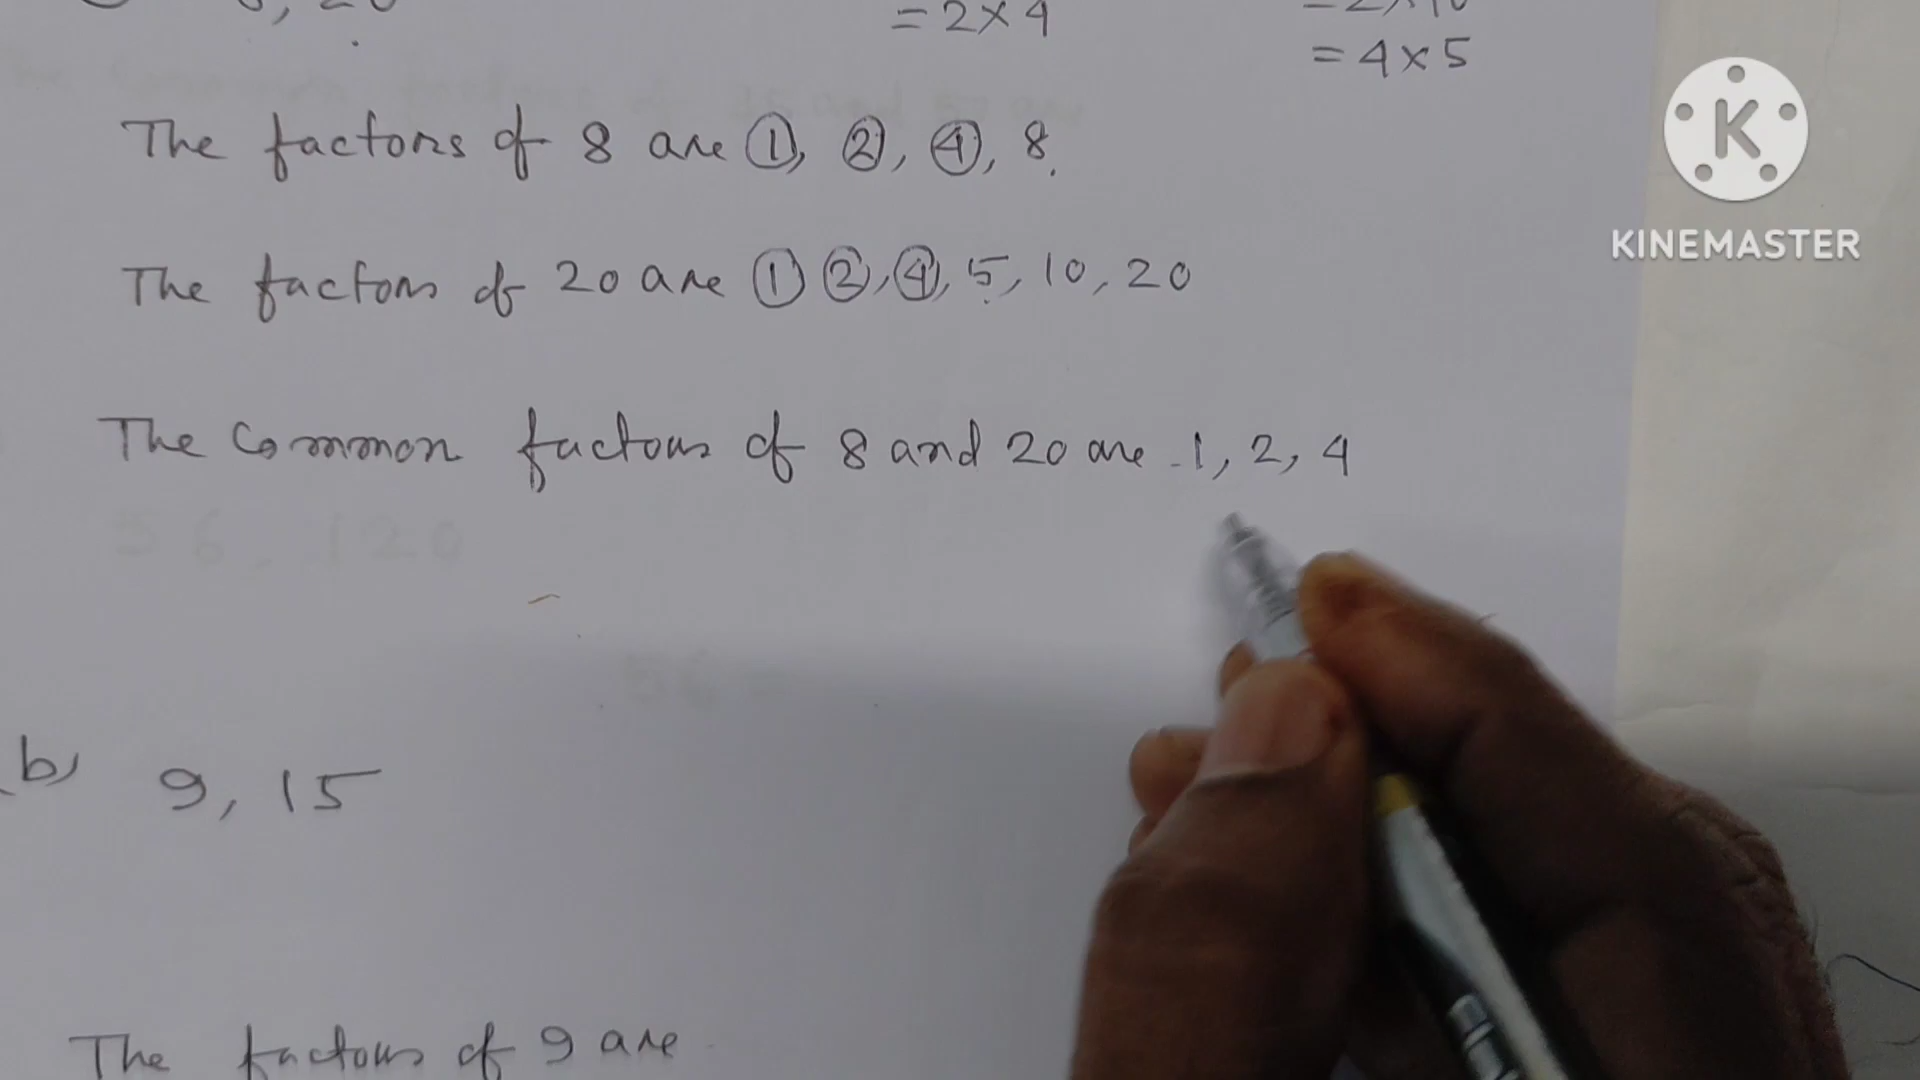 = 2 × 4
= 4 × 5
The factors of 8 are 1, 2, 4, 8.
The factors of 20 are 1 2, 4, 5, 10, 20
The Common factors of 8 and 20 are 1, 2, 4
b) 9, 15
The factors of 9 are
K
KINEMASTER